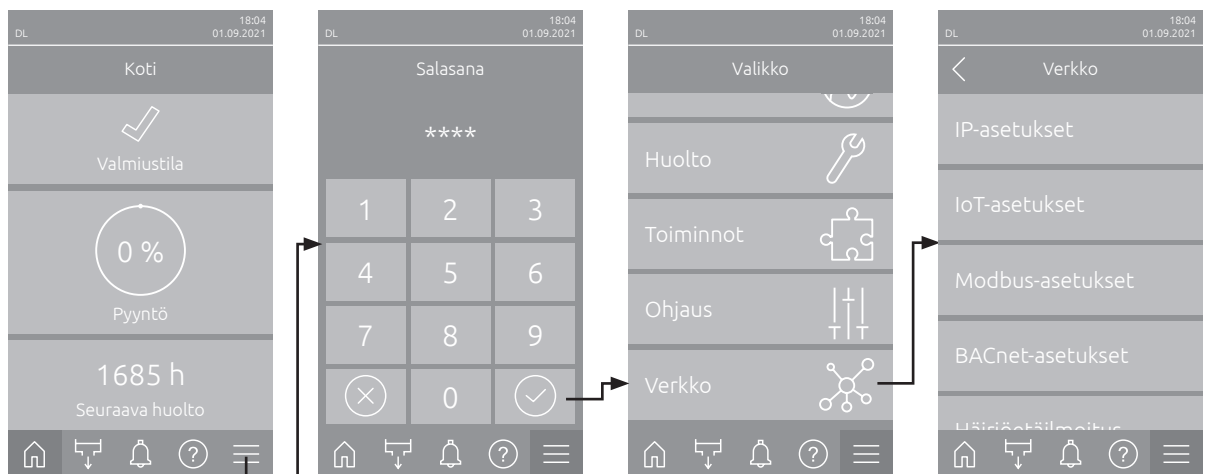 18:04
DL 01.09.2021
Koti
Valmiustila
0 %
Pyyntö
1685 h
Seuraava huolto
?
18:04
DL 01.09.2021
Salasana
****
1 2 3
4 5 6
7 8 9
0
?
18:04
DL 01.09.2021
Valikko
Huolto
Toiminnot
Ohjaus
Verkko
?
18:04
DL 01.09.2021
Verkko
IP-asetukset
IoT-asetukset
Modbus-asetukset
BACnet-asetukset
Häiriöetäilmoitus
?